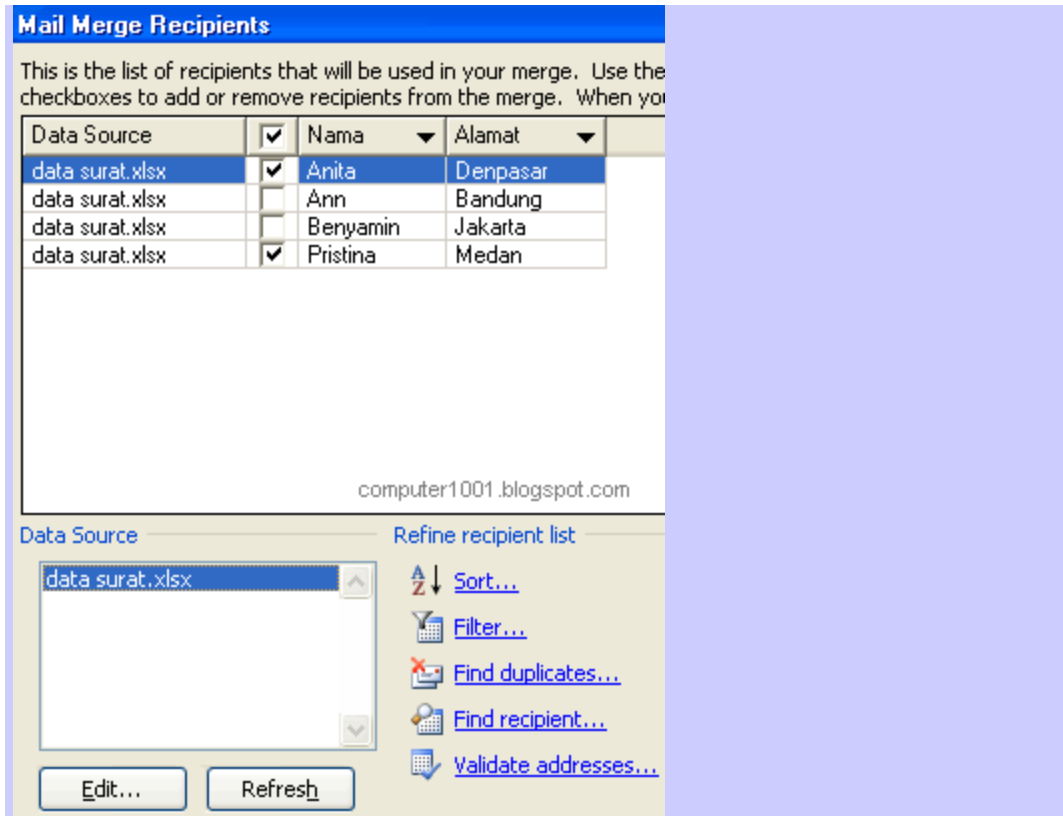 Mail Merge Recipients
This is the list of recipients that will be used in your merge. Use the
checkboxes to add or remove recipients from the merge. When you
Data Source Nama Alamat
data surat.xlsx Anita Denpasar
data surat.xlsx Ann Bandung
data surat.xlsx Benyamin Jakarta
data surat.xlsx Pristina Medan
computer1001.blogspot.com
Data Source
data surat.xlsx
Edit...
Refresh
Refine recipient list
Sort...
Filter...
Find duplicates...
Find recipient...
Validate addresses...